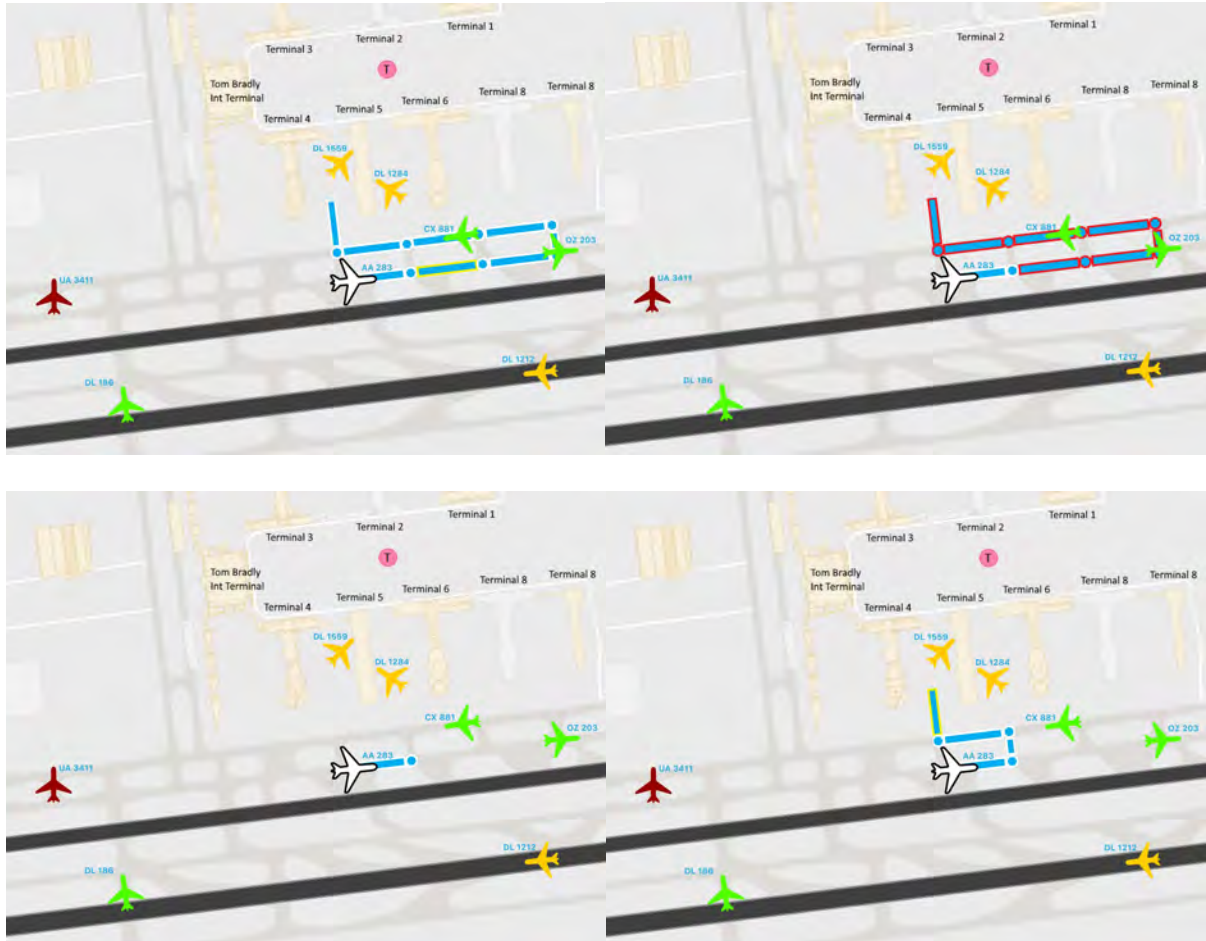 Terminal 1
Terminal 2
Terminal 3
T
Tom Bradly
Int Terminal
Terminal 8
Terminal 8
Terminal 6
Terminal 5
Terminal 4
DL 1559
DL 1284
CX 881
OZ 203
AA 283
UA 3411
DL 1212
DL 186
Terminal 1
Terminal 2
Terminal 3
T
Tom Bradly
Int Terminal
Terminal 8
Terminal 8
Terminal 6
Terminal 5
Terminal 4
DL 1559
DL 1284
CX 881
OZ 203
AA 283
UA 3411
DL 1212
DL 186
Terminal 1
Terminal 2
Terminal 3
T
Tom Bradly
Int Terminal
Terminal 8
Terminal 8
Terminal 6
Terminal 5
Terminal 4
DL 1559
DL 1284
CX 881
OZ 203
AA 283
UA 3411
DL 1212
DL 186
Terminal 1
Terminal 2
Terminal 3
T
Tom Bradly
Int Terminal
Terminal 8
Terminal 8
Terminal 6
Terminal 5
Terminal 4
DL 1559
DL 1284
CX 881
OZ 203
AA 283
UA 3411
DL 1212
DL 186